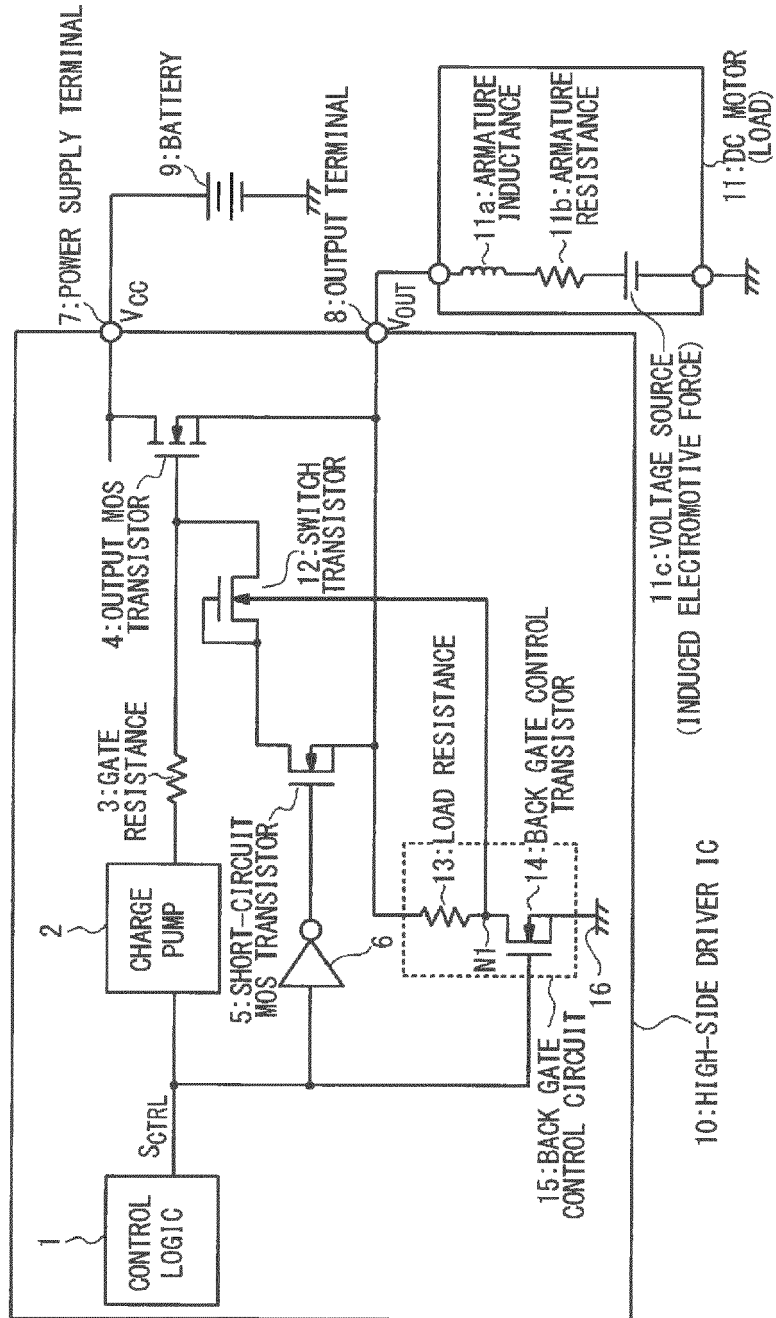 1
CONTROL
LOGIC
SCTRL
2
CHARGE
PUMP
3:GATE
RESISTANCE
4:OUTPUT MOS
TRANSISTOR
7:POWER SUPPLY TERMINAL
VCC
9:BATTERY
5:SHORT-CIRCUIT
MOS TRANSISTOR
6
12:SWITCH
TRANSISTOR
8:OUTPUT TERMINAL
VOUT
13:LOAD RESISTANCE
N1
14:BACK GATE CONTROL
TRANSISTOR
15:BACK GATE
CONTROL CIRCUIT
16
11a:ARMATURE
INDUCTANCE
11b:ARMATURE
RESISTANCE
11c:VOLTAGE SOURCE
(INDUCED ELECTROMOTIVE FORCE)
11:DC MOTOR
(LOAD)
10:HIGH-SIDE DRIVER IC